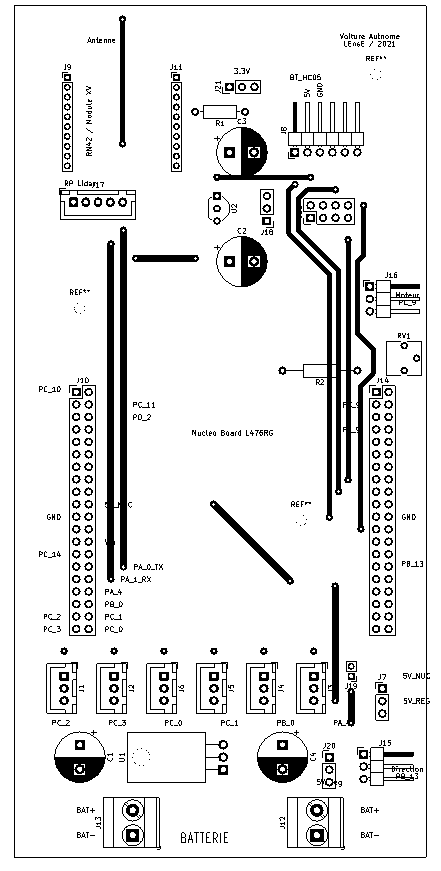 Voiture Autnome
LEnsE / 2021
Antenne
REF**
J9
J11
3.3V
J21
BT_HC05
5V
GND
RN42 / Module XV
R1
C3
J8
RP Lidar
J17
U2
J18
C2
J16
Moteur
PC_9
REF**
RV1
J10
J14
PC_10
R2
PC_11
PD_2
Nucleo Board L476RG
REF**
GND
GND
PC_14
PB_13
PA_0_TX
PA_1_RX
PA_4
PB_0
PC_2
PC_1
PC_3
PC_0
J1
J2
J6
J5
J4
J3
J19
J7
5V_NUC
5V_REG
PC_2
PC_3
PC_0
PC_1
PB_0
C1
U1
C4
J20
J15
Direction
PB_13
BAT+
BAT-
J13
J12
BAT+
BAT-
BATTERIE